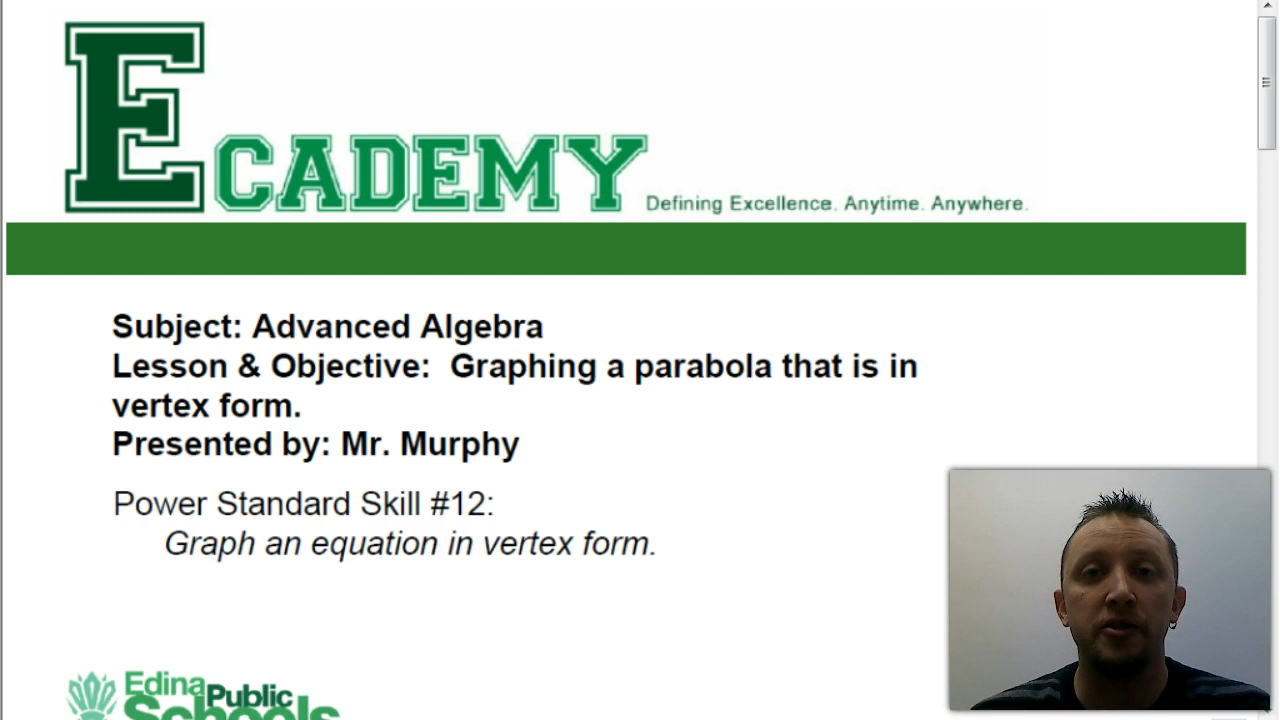 ECADEMY Defining Excellence. Anytime. Anywhere.
Subject: Advanced Algebra
Lesson & Objective: Graphing a parabola that is in
vertex form.
Presented by: Mr. Murphy
Power Standard Skill #12:
Graph an equation in vertex form.
Edina Public
Schools